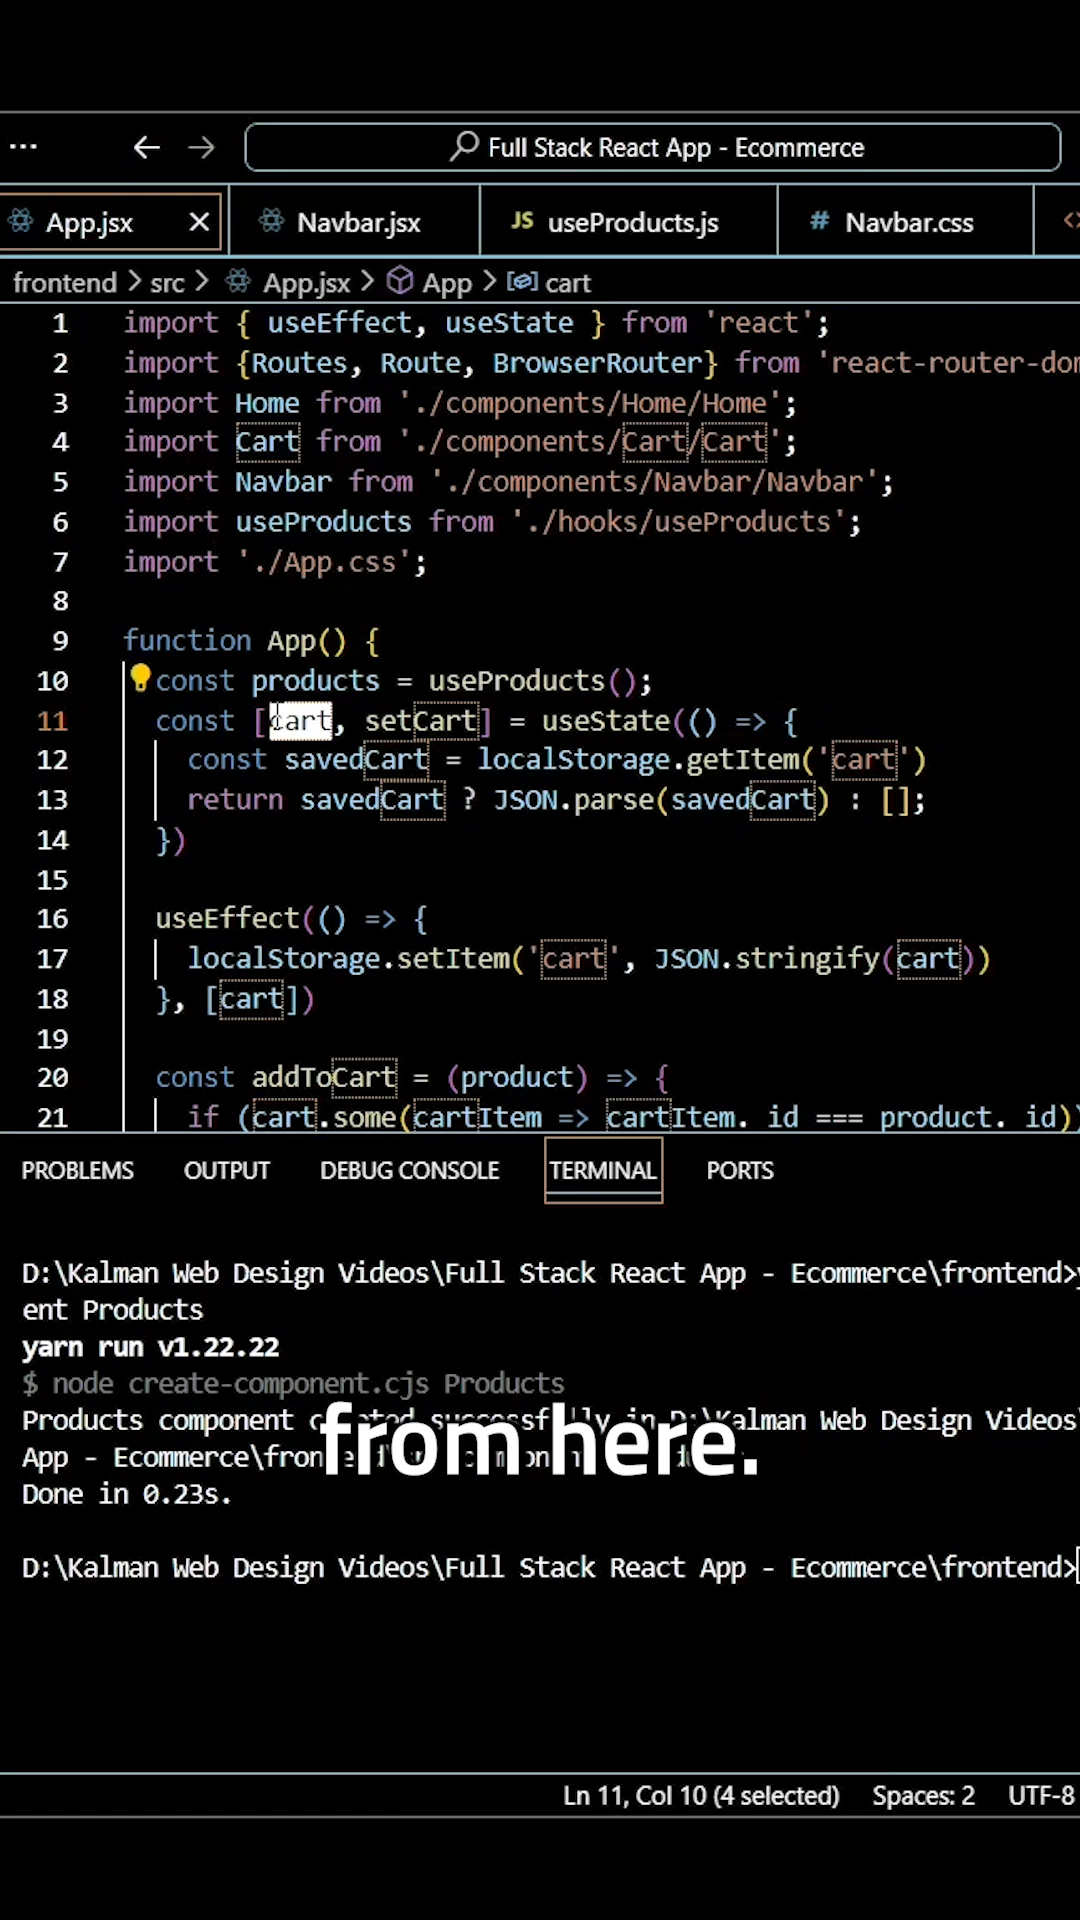 Full Stack React App - Ecommerce
App.jsx
Navbar.jsx
JS useProducts.js
# Navbar.css
frontend > src > App.jsx > App > cart
1 import { useEffect, useState } from 'react';
2 import {Routes, Route, BrowserRouter} from 'react-router-dom
3 import Home from './components/Home/Home';
4 import Cart from './components/Cart/Cart';
5 import Navbar from './components/Navbar/Navbar';
6 import useProducts from './hooks/useProducts';
7 import './App.css';
8
9 function App() {
10 const products = useProducts();
11 const [cart, setCart] = useState(() => {
12 const savedCart = localStorage.getItem('cart')
13 return savedCart ? JSON.parse(savedCart) : [];
14 })
15
16 useEffect(() => {
17 localStorage.setItem('cart', JSON.stringify(cart))
18 }, [cart])
19
20 const addToCart = (product) => {
21 if (cart.some(cartItem => cartItem. id === product. id))
PROBLEMS OUTPUT DEBUG CONSOLE TERMINAL PORTS
D:\Kalman Web Design Videos\Full Stack React App - Ecommerce\frontend>
ent Products
yarn run v1.22.22
$ node create-component.cjs Products
Products component created successfully in D:\Kalman Web Design Videos\
App - Ecommerce\
from here.
Done in 0.23s.
D:\Kalman Web Design Videos\Full Stack React App - Ecommerce\frontend>
Ln 11, Col 10 (4 selected) Spaces: 2 UTF-8